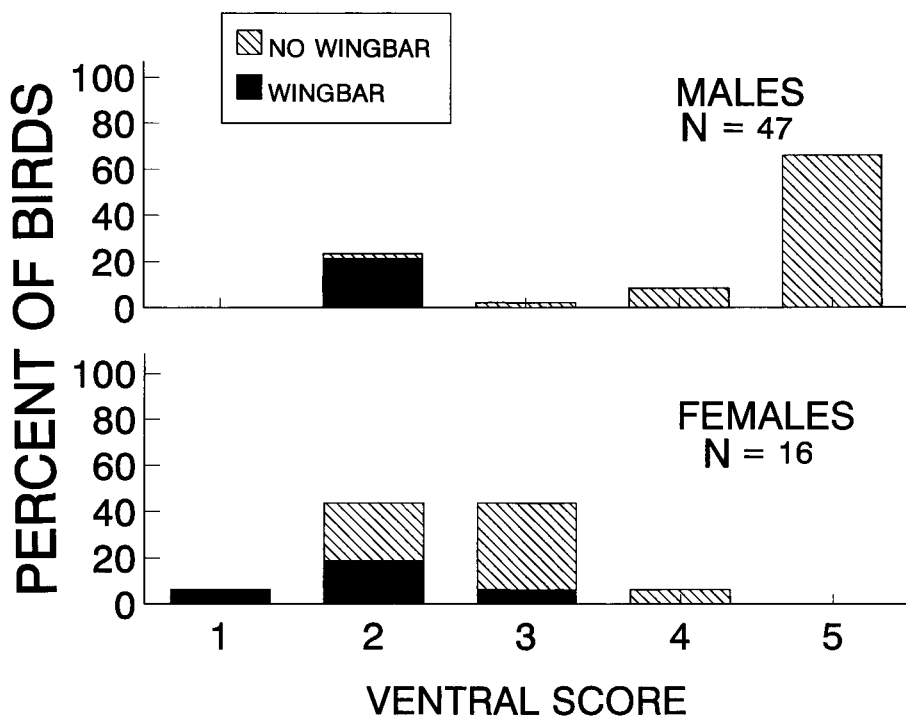 NO WINGBAR
WINGBAR
PERCENT OF BIRDS
100
80
60
40
20
0
MALES
N = 47
100
80
60
40
20
0
FEMALES
N = 16
1 2 3 4 5
VENTRAL SCORE